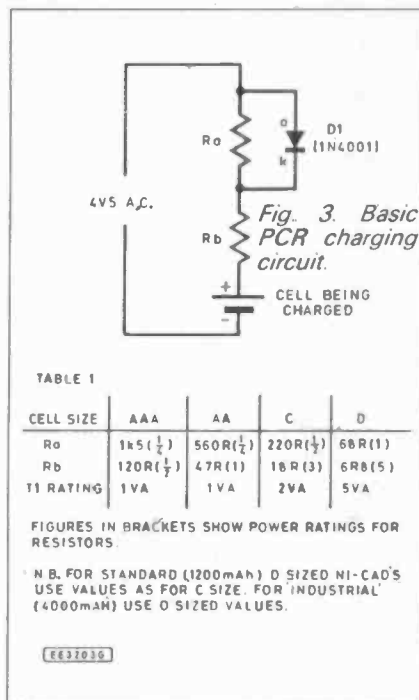 a
Ra
D1
(1N4001)
k
4V5 A.C.
Rb
Fig. 3. Basic
PCR charging
circuit.
+
CELL BEING
CHARGED
-
TABLE 1
CELL SIZE AAA AA C D
Ra 1k5(¼) 560R(¼) 220R(½) 68R(1)
Rb 120R(½) 47R(1) 18R(3) 6R8(5)
T1 RATING 1VA 1VA 2VA 5VA
FIGURES IN BRACKETS SHOW POWER RATINGS FOR
RESISTORS.
N.B. FOR STANDARD (1200mAh) D SIZED NI-CAD'S
USE VALUES AS FOR C SIZE. FOR 'INDUSTRIAL'
(4000mAH) USE D SIZED VALUES.
EE3203G